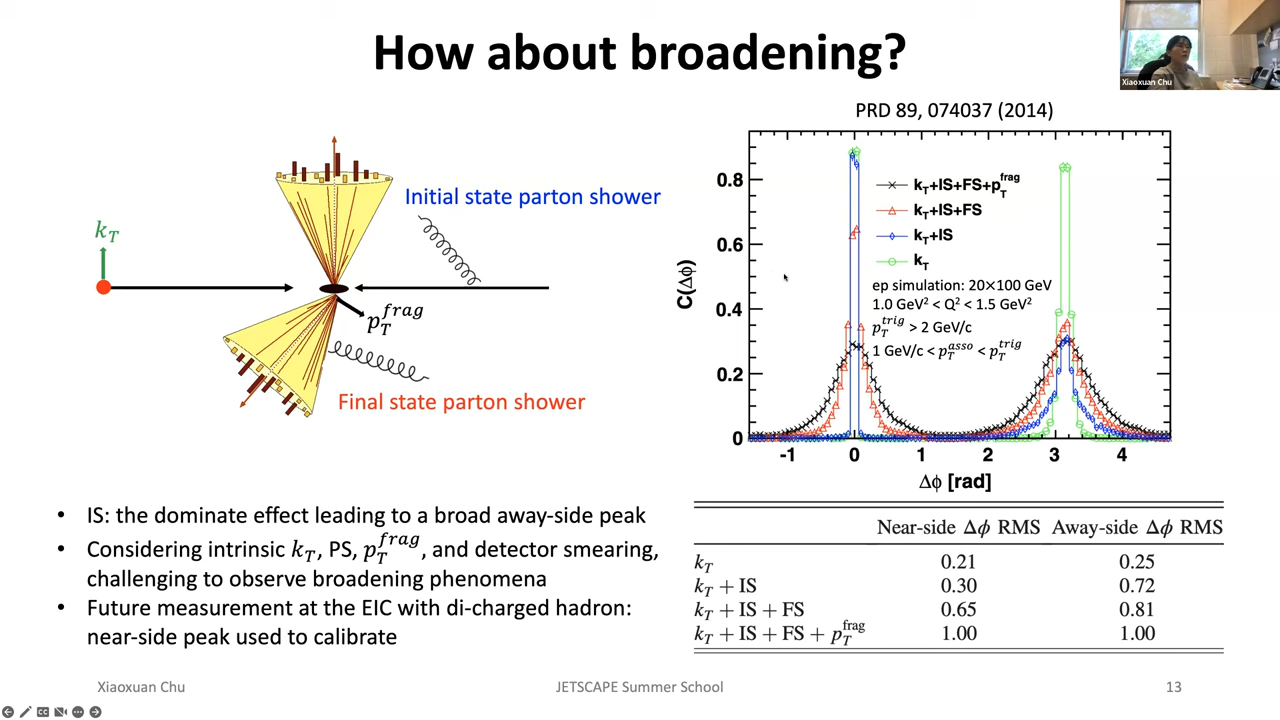 How about broadening?
Xiaoxuan Chu
PRD 89, 074037 (2014)
Initial state parton shower
k_T
p_T^{frag}
Final state parton shower
C(Δϕ)
0.8
0.6
0.4
0.2
0
-1 0 1 2 3 4
Δϕ [rad]
k_T+IS+FS+p_T^{frag}
k_T+IS+FS
k_T+IS
k_T
ep simulation: 20×100 GeV
1.0 GeV² < Q² < 1.5 GeV²
p_T^{trig} > 2 GeV/c
1 GeV/c < p_T^{asso} < p_T^{trig}
• IS: the dominate effect leading to a broad away-side peak
• Considering intrinsic k_T, PS, p_T^{frag}, and detector smearing,
challenging to observe broadening phenomena
• Future measurement at the EIC with di-charged hadron:
near-side peak used to calibrate
Near-side Δϕ RMS Away-side Δϕ RMS
k_T 0.21 0.25
k_T + IS 0.30 0.72
k_T + IS + FS 0.65 0.81
k_T + IS + FS + p_T^{frag} 1.00 1.00
Xiaoxuan Chu
JETSCAPE Summer School
13